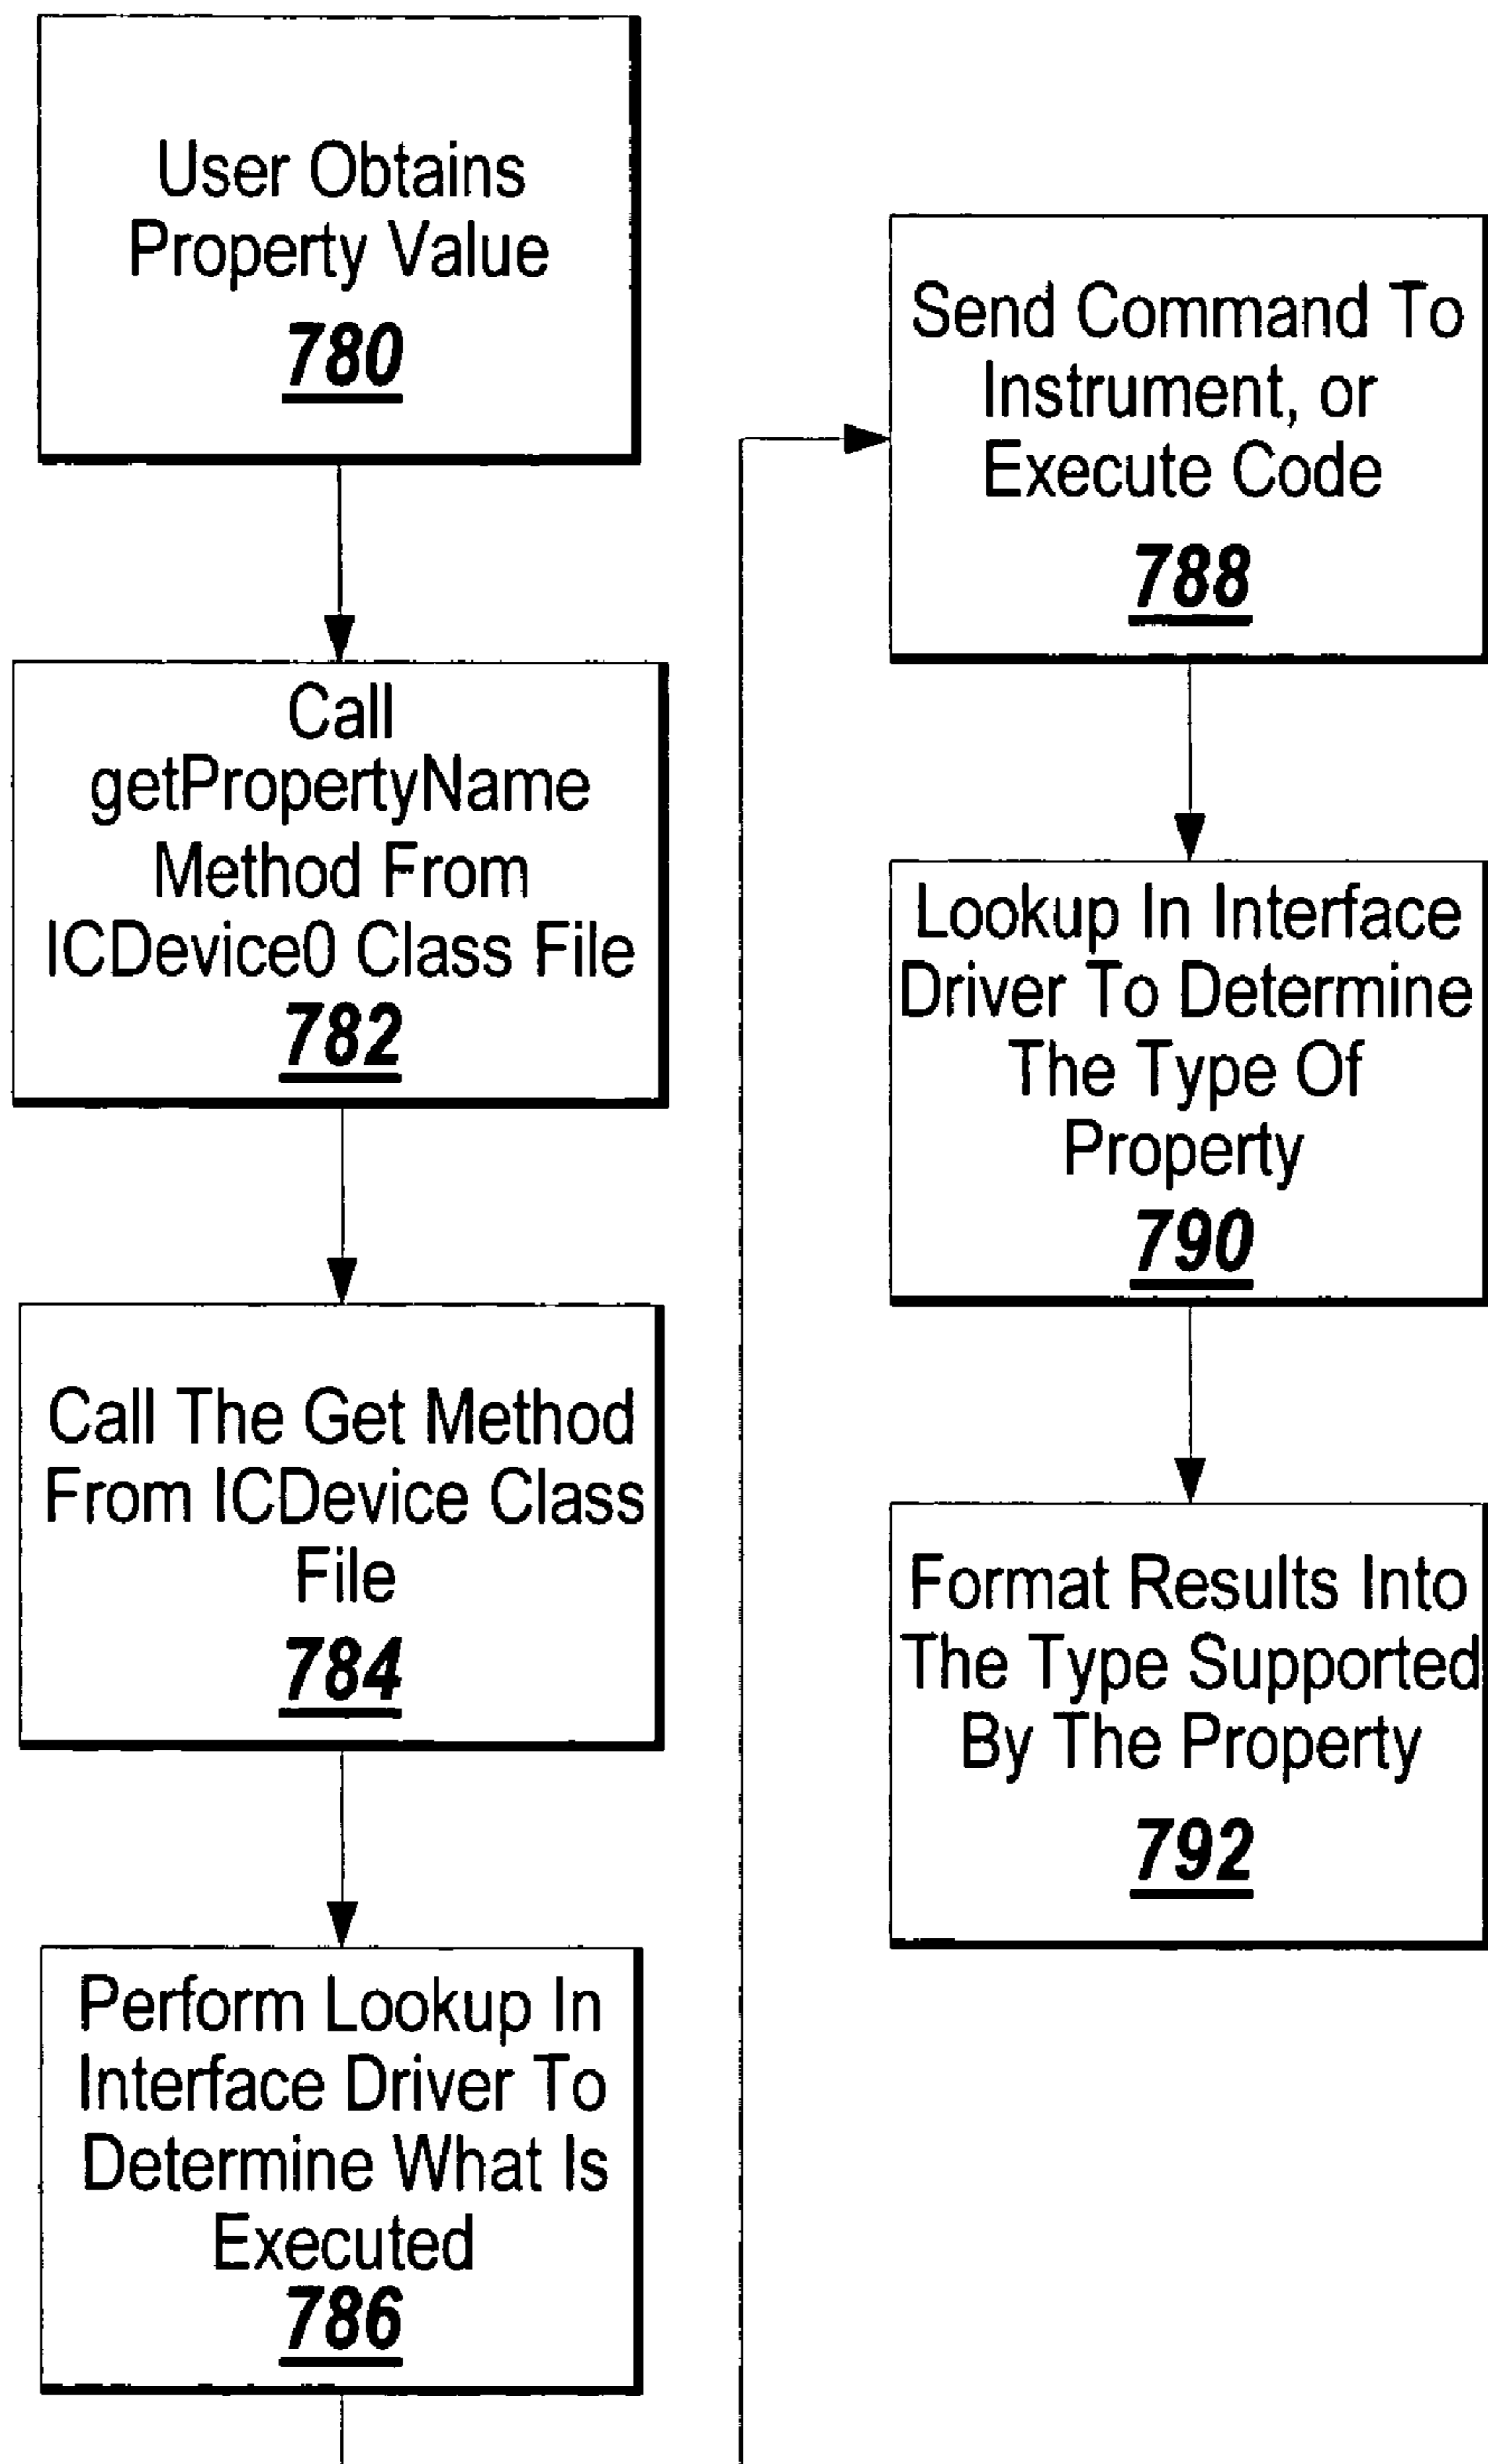 User Obtains
Property Value
780
Call
getPropertyName
Method From
ICDevice0 Class File
782
Call The Get Method
From ICDevice Class
File
784
Perform Lookup In
Interface Driver To
Determine What Is
Executed
786
Send Command To
Instrument, or
Execute Code
788
Lookup In Interface
Driver To Determine
The Type Of
Property
790
Format Results Into
The Type Supported
By The Property
792